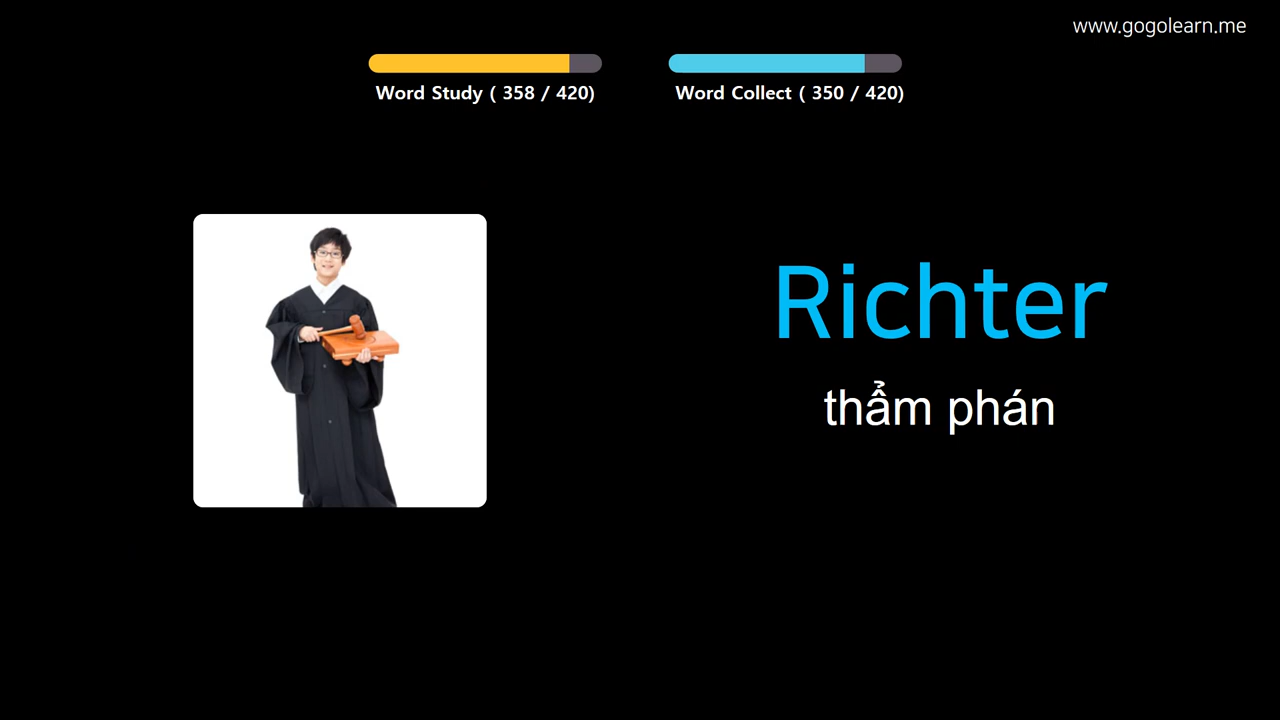 www.gogolearn.me
Word Study ( 358 / 420)
Word Collect ( 350 / 420)
Richter
thẩm phán